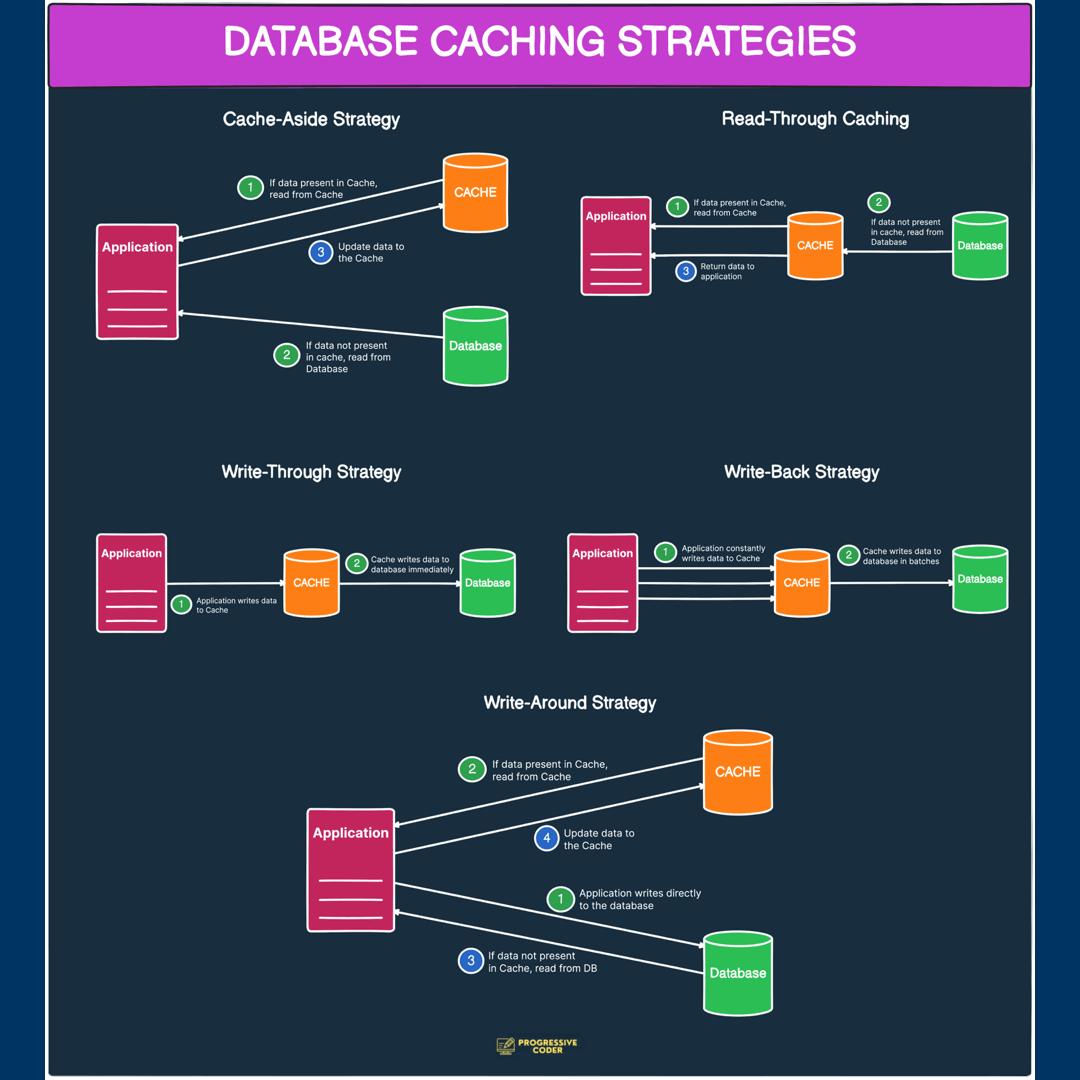 DATABASE CACHING STRATEGIES
Cache-Aside Strategy
1
If data present in Cache,
read from Cache
CACHE
Application
3
Update data to
the Cache
Database
2
If data not present
in cache, read from
Database
Read-Through Caching
Application
1
If data present in Cache,
read from Cache
2
If data not present
in cache, read from
Database
CACHE
Database
3
Return data to
application
Write-Through Strategy
Application
1
Application writes data
to Cache
CACHE
2
Cache writes data to
database immediately
Database
Write-Back Strategy
Application
1
Application constantly
writes data to Cache
CACHE
2
Cache writes data to
database in batches
Database
Write-Around Strategy
2
If data present in Cache,
read from Cache
CACHE
Application
4
Update data to
the Cache
1
Application writes directly
to the database
3
If data not present
in Cache, read from DB
Database
PROGRESSIVE
CODER